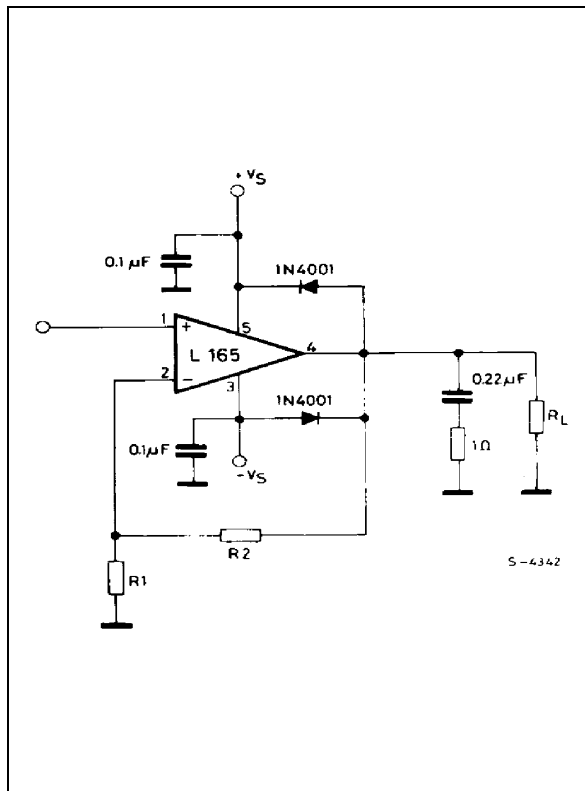 + VS
0.1 µF
1N4001
1
+
5
L 165
4
2
−
3
1N4001
0.22µF
RL
0.1µF
1Ω
−VS
R2
S-4342
R1